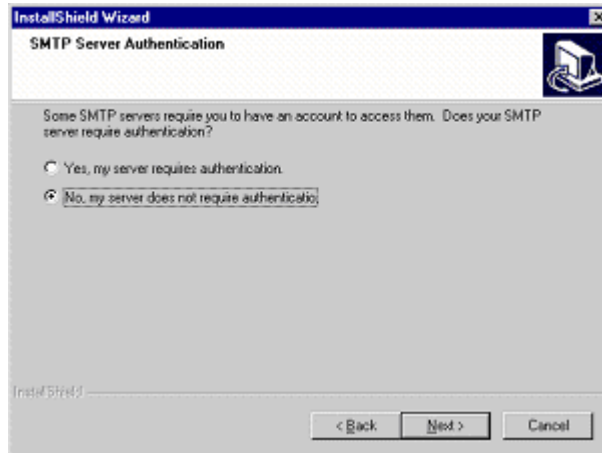 InstallShield Wizard
SMTP Server Authentication
Some SMTP servers require you to have an account to access them. Does your SMTP
server require authentication?
Yes, my server requires authentication.
No, my server does not require authenticatio
InstallShield
< Back
Next >
Cancel